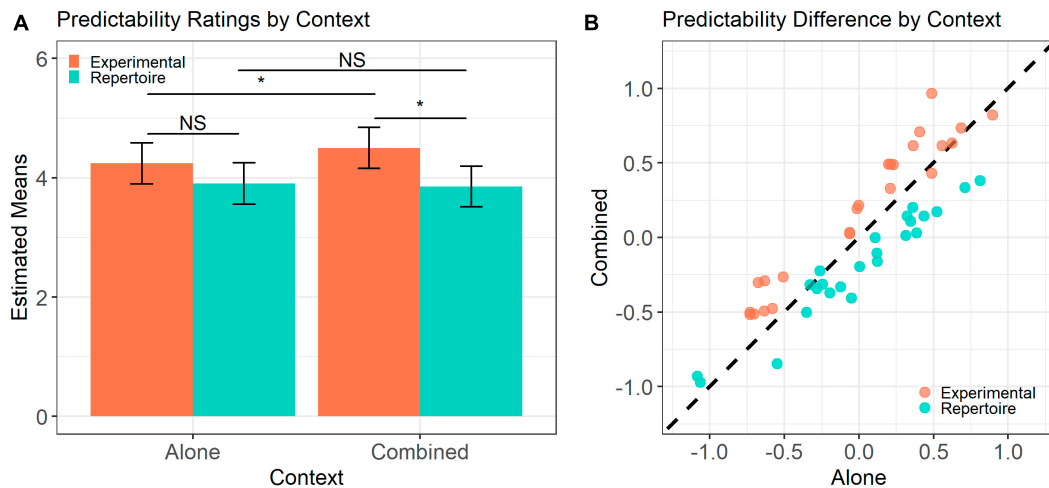 A
Predictability Ratings by Context
Experimental
Repertoire
NS
*
NS
*
6
4
2
0
Estimated Means
Alone
Combined
Context
B
Predictability Difference by Context
1.0
0.5
0.0
-0.5
-1.0
Combined
Experimental
Repertoire
-1.0
-0.5
0.0
0.5
1.0
Alone